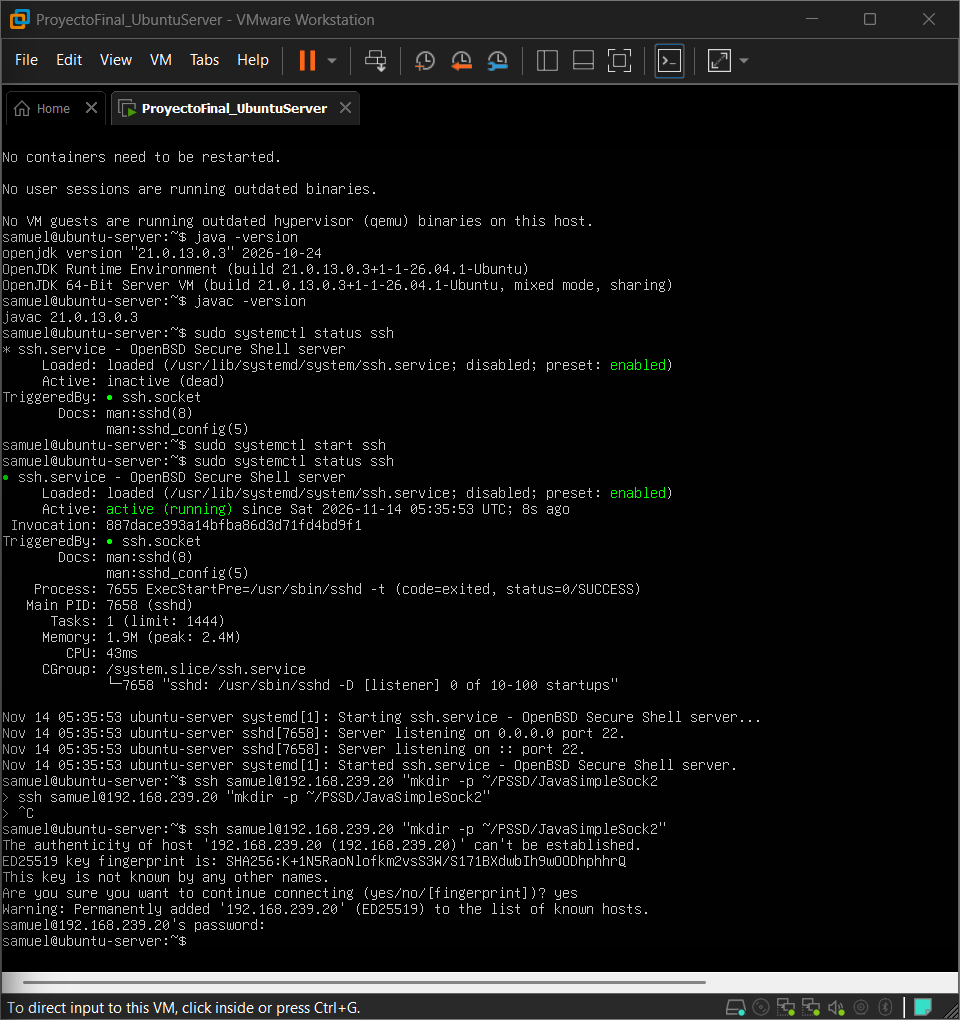 ProyectoFinal_UbuntuServer - VMware Workstation
File Edit View VM Tabs Help
Home ProyectoFinal_UbuntuServer
No containers need to be restarted.
No user sessions are running outdated binaries.
No VM guests are running outdated hypervisor (qemu) binaries on this host.
samuel@ubuntu-server:~$ java -version
openjdk version "21.0.13.0.3" 2026-10-24
OpenJDK Runtime Environment (build 21.0.13.0.3+1-1-26.04.1-Ubuntu)
OpenJDK 64-Bit Server VM (build 21.0.13.0.3+1-1-26.04.1-Ubuntu, mixed mode, sharing)
samuel@ubuntu-server:~$ javac -version
javac 21.0.13.0.3
samuel@ubuntu-server:~$ sudo systemctl status ssh
* ssh.service - OpenBSD Secure Shell server
Loaded: loaded (/usr/lib/systemd/system/ssh.service; disabled; preset: enabled)
Active: inactive (dead)
TriggeredBy: ● ssh.socket
Docs: man:sshd(8)
man:sshd_config(5)
samuel@ubuntu-server:~$ sudo systemctl start ssh
samuel@ubuntu-server:~$ sudo systemctl status ssh
● ssh.service - OpenBSD Secure Shell server
Loaded: loaded (/usr/lib/systemd/system/ssh.service; disabled; preset: enabled)
Active: active (running) since Sat 2026-11-14 05:35:53 UTC; 8s ago
Invocation: 887dace393a14bfba86d3d71fd4bd9f1
TriggeredBy: ● ssh.socket
Docs: man:sshd(8)
man:sshd_config(5)
Process: 7655 ExecStartPre=/usr/sbin/sshd -t (code=exited, status=0/SUCCESS)
Main PID: 7658 (sshd)
Tasks: 1 (limit: 1444)
Memory: 1.9M (peak: 2.4M)
CPU: 43ms
CGroup: /system.slice/ssh.service
└─7658 "sshd: /usr/sbin/sshd -D [listener] 0 of 10-100 startups"
Nov 14 05:35:53 ubuntu-server systemd[1]: Starting ssh.service - OpenBSD Secure Shell server...
Nov 14 05:35:53 ubuntu-server sshd[7658]: Server listening on 0.0.0.0 port 22.
Nov 14 05:35:53 ubuntu-server sshd[7658]: Server listening on :: port 22.
Nov 14 05:35:53 ubuntu-server systemd[1]: Started ssh.service - OpenBSD Secure Shell server.
samuel@ubuntu-server:~$ ssh samuel@192.168.239.20 "mkdir -p ~/PSSD/JavaSimpleSock2
> ssh samuel@192.168.239.20 "mkdir -p ~/PSSD/JavaSimpleSock2"
> ^C
samuel@ubuntu-server:~$ ssh samuel@192.168.239.20 "mkdir -p ~/PSSD/JavaSimpleSock2"
The authenticity of host '192.168.239.20 (192.168.239.20)' can't be established.
ED25519 key fingerprint is: SHA256:K+1N5RaoNlofkm2vsS3W/S171BXdwbIh9wOODhphhrQ
This key is not known by any other names.
Are you sure you want to continue connecting (yes/no/[fingerprint])? yes
Warning: Permanently added '192.168.239.20' (ED25519) to the list of known hosts.
samuel@192.168.239.20's password:
samuel@ubuntu-server:~$
To direct input to this VM, click inside or press Ctrl+G.